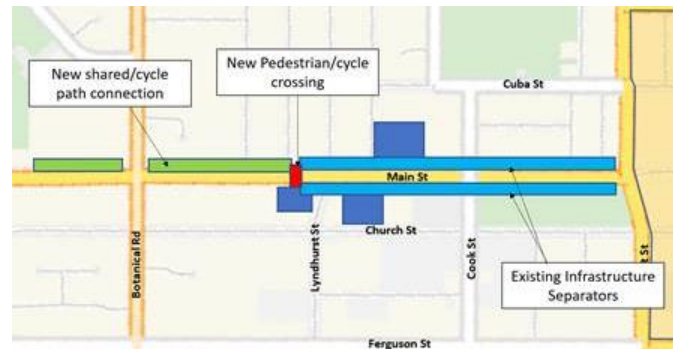 New shared/cycle
path connection
New Pedestrian/cycle
crossing
Cuba St
Main St
Botanical Rd
Lyndhurst St
Church St
Cook St
St
Existing Infrastructure
Separators
Ferguson St